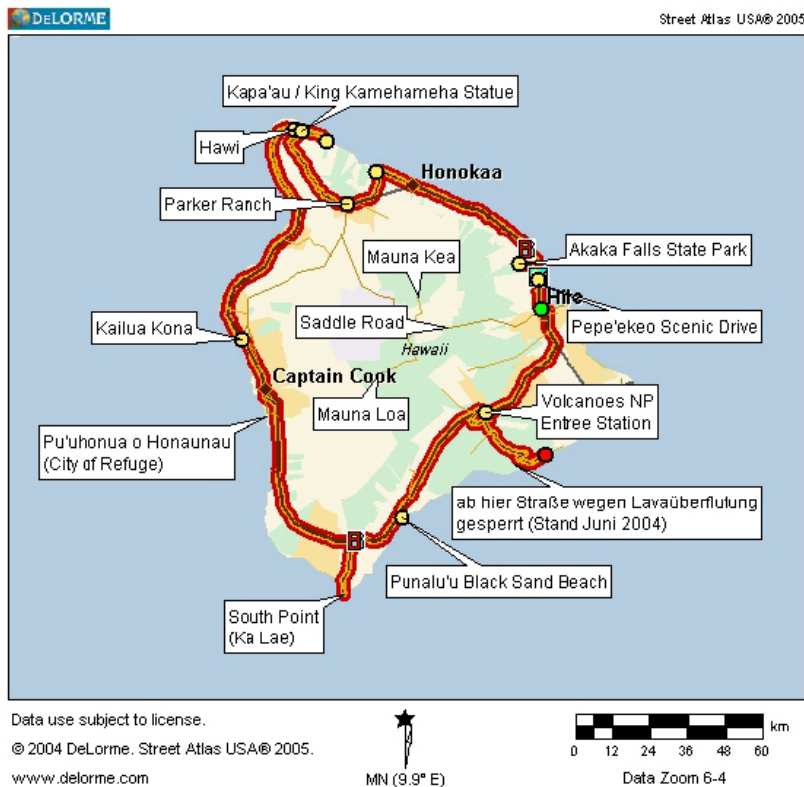 DELORME
Street Atlas USA® 2005
Kapa'au / King Kamehameha Statue
Hawi
Honokaa
Parker Ranch
B
Akaka Falls State Park
Mauna Kea
Hilo
Saddle Road
Pepe'ekeo Scenic Drive
Kailua Kona
Hawaii
Captain Cook
Mauna Loa
Volcanoes NP
Entree Station
Pu'uhonua o Honaunau
(City of Refuge)
ab hier Straße wegen Lavaüberflutung
gesperrt (Stand Juni 2004)
B
Punalu'u Black Sand Beach
South Point
(Ka Lae)
Data use subject to license.
© 2004 DeLorme. Street Atlas USA® 2005.
www.delorme.com
MN (9.9° E)
km
0 12 24 36 48 60
Data Zoom 6-4